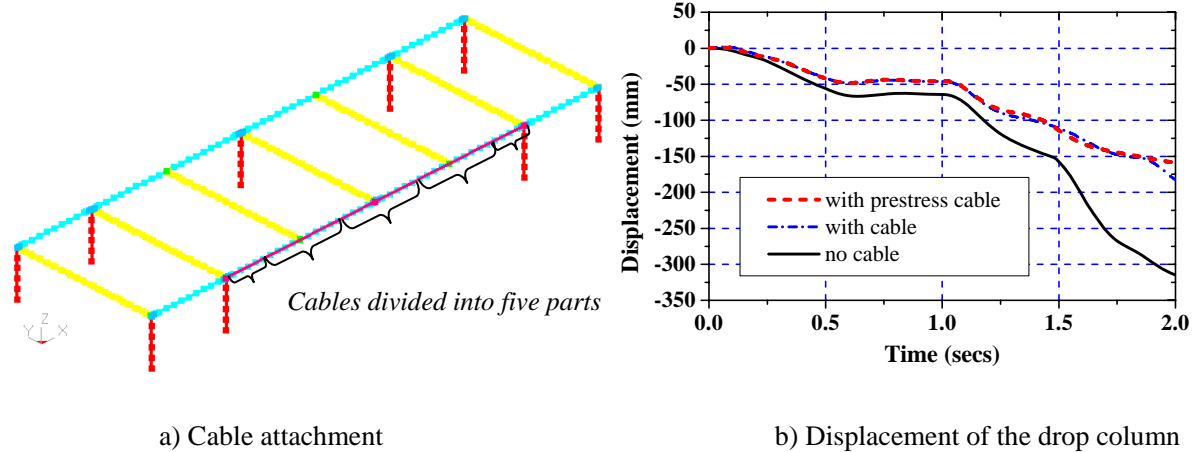 Z
Y X
Cables divided into five parts
50
0
-50
-100
-150
-200
-250
-300
-350
Displacement (mm)
with prestress cable
with cable
no cable
0.0 0.5 1.0 1.5 2.0
Time (secs)
a) Cable attachment
b) Displacement of the drop column